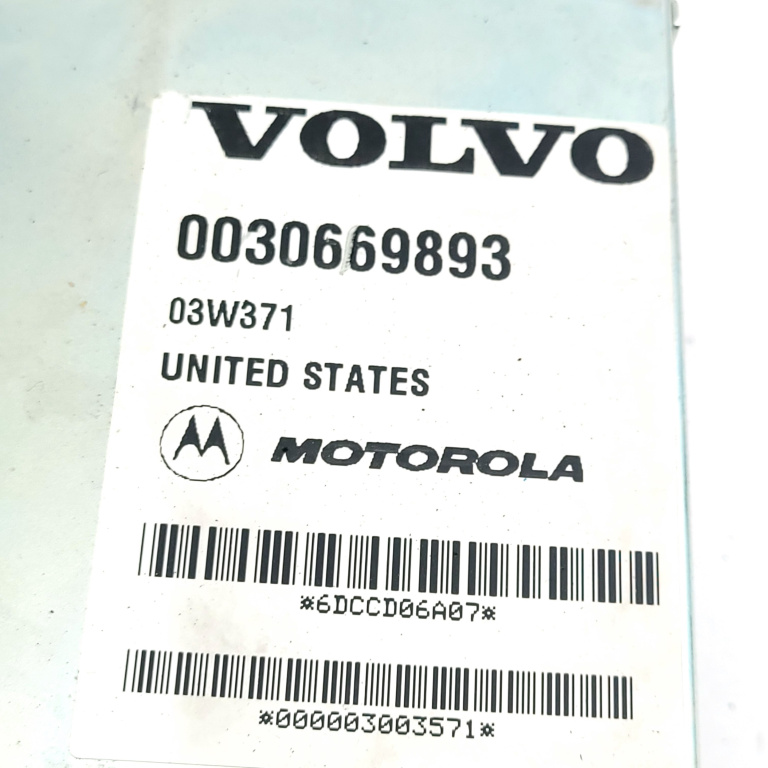 VOLVO
0030669893
03W371
UNITED STATES
MOTOROLA
*6DCCD06A07*
*000003003571*